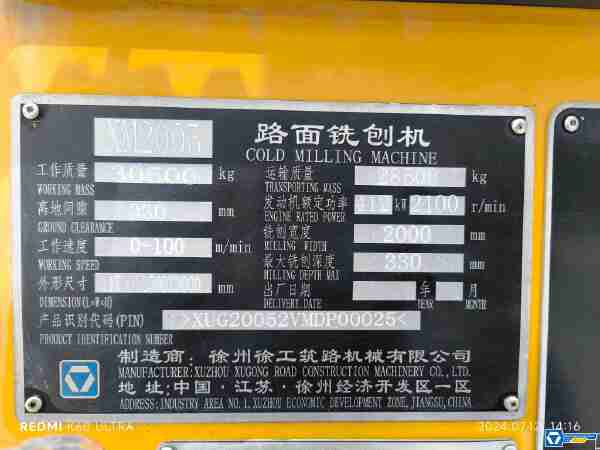 路面铣刨机
COLD MILLING MACHINE
工作质量 kg
WORKING MASS
运输质量 kg
TRANSPORTING MASS
离地间隙 mm
GROUND CLEARANCE
发动机额定功率 kW 2100 r/min
ENGINE RATED POWER
工作速度 0-100 m/min
WORKING SPEED
铣刨宽度 2000 mm
MILLING WIDTH
外形尺寸 mm
DIMENSION(L×W×H)
最大铣刨深度 330 mm
MILLING DEPTH MAX
出厂日期 年 月
DELIVERY DATE YEAR MONTH
产品识别代码(PIN) >XUG20052VMDP00025<
PRODUCT IDENTIFICATION NUMBER
制造商：徐州徐工筑路机械有限公司
MANUFACTURER:XUZHOU XUGONG ROAD CONSTRUCTION MACHINERY CO.,LTD.
地 址：中国·江苏·徐州经济开发区一区
ADDRESS:INDUSTRY AREA NO.1,XUZHOU ECONOMIC DEVELOPMENT ZONE,JIANGSU,CHINA
REDMI K60 ULTRA
2024.07.12 14:16